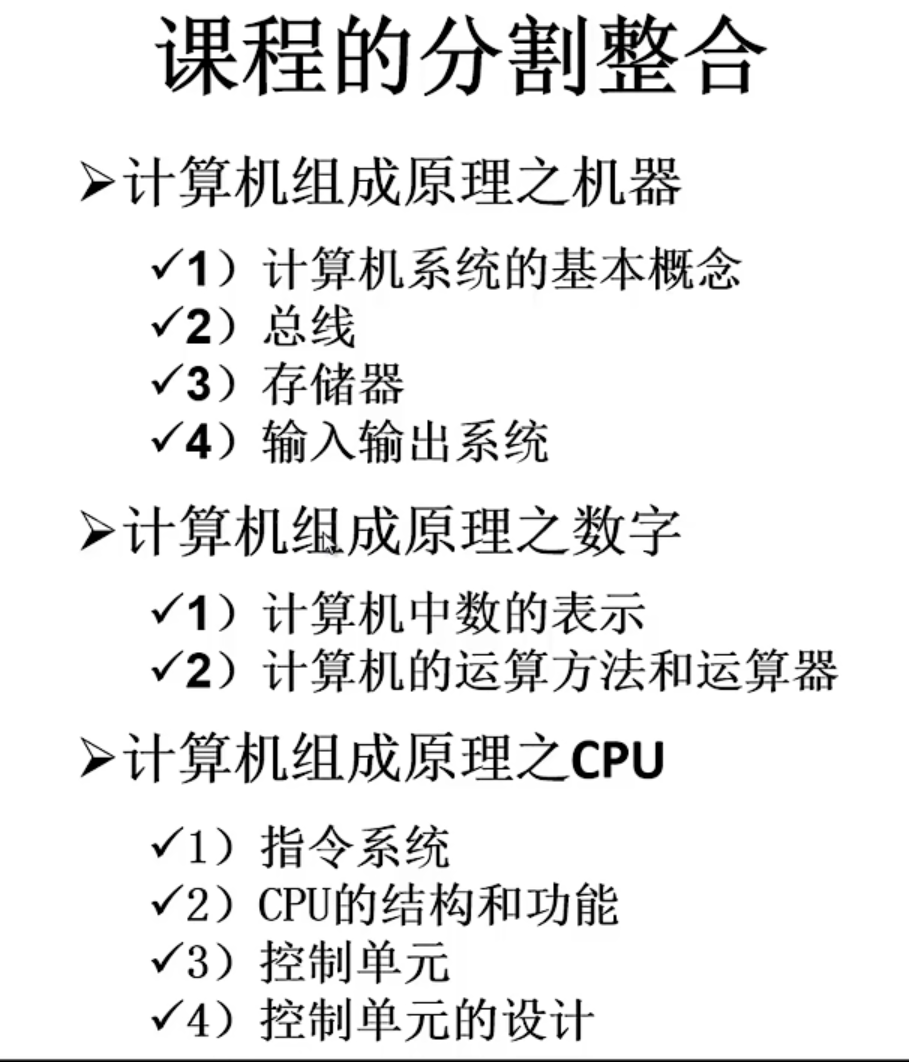 课程的分割整合
➢计算机组成原理之机器
✓1）计算机系统的基本概念
✓2）总线
✓3）存储器
✓4）输入输出系统
➢计算机组成原理之数字
✓1）计算机中数的表示
✓2）计算机的运算方法和运算器
➢计算机组成原理之CPU
✓1）指令系统
✓2）CPU的结构和功能
✓3）控制单元
✓4）控制单元的设计